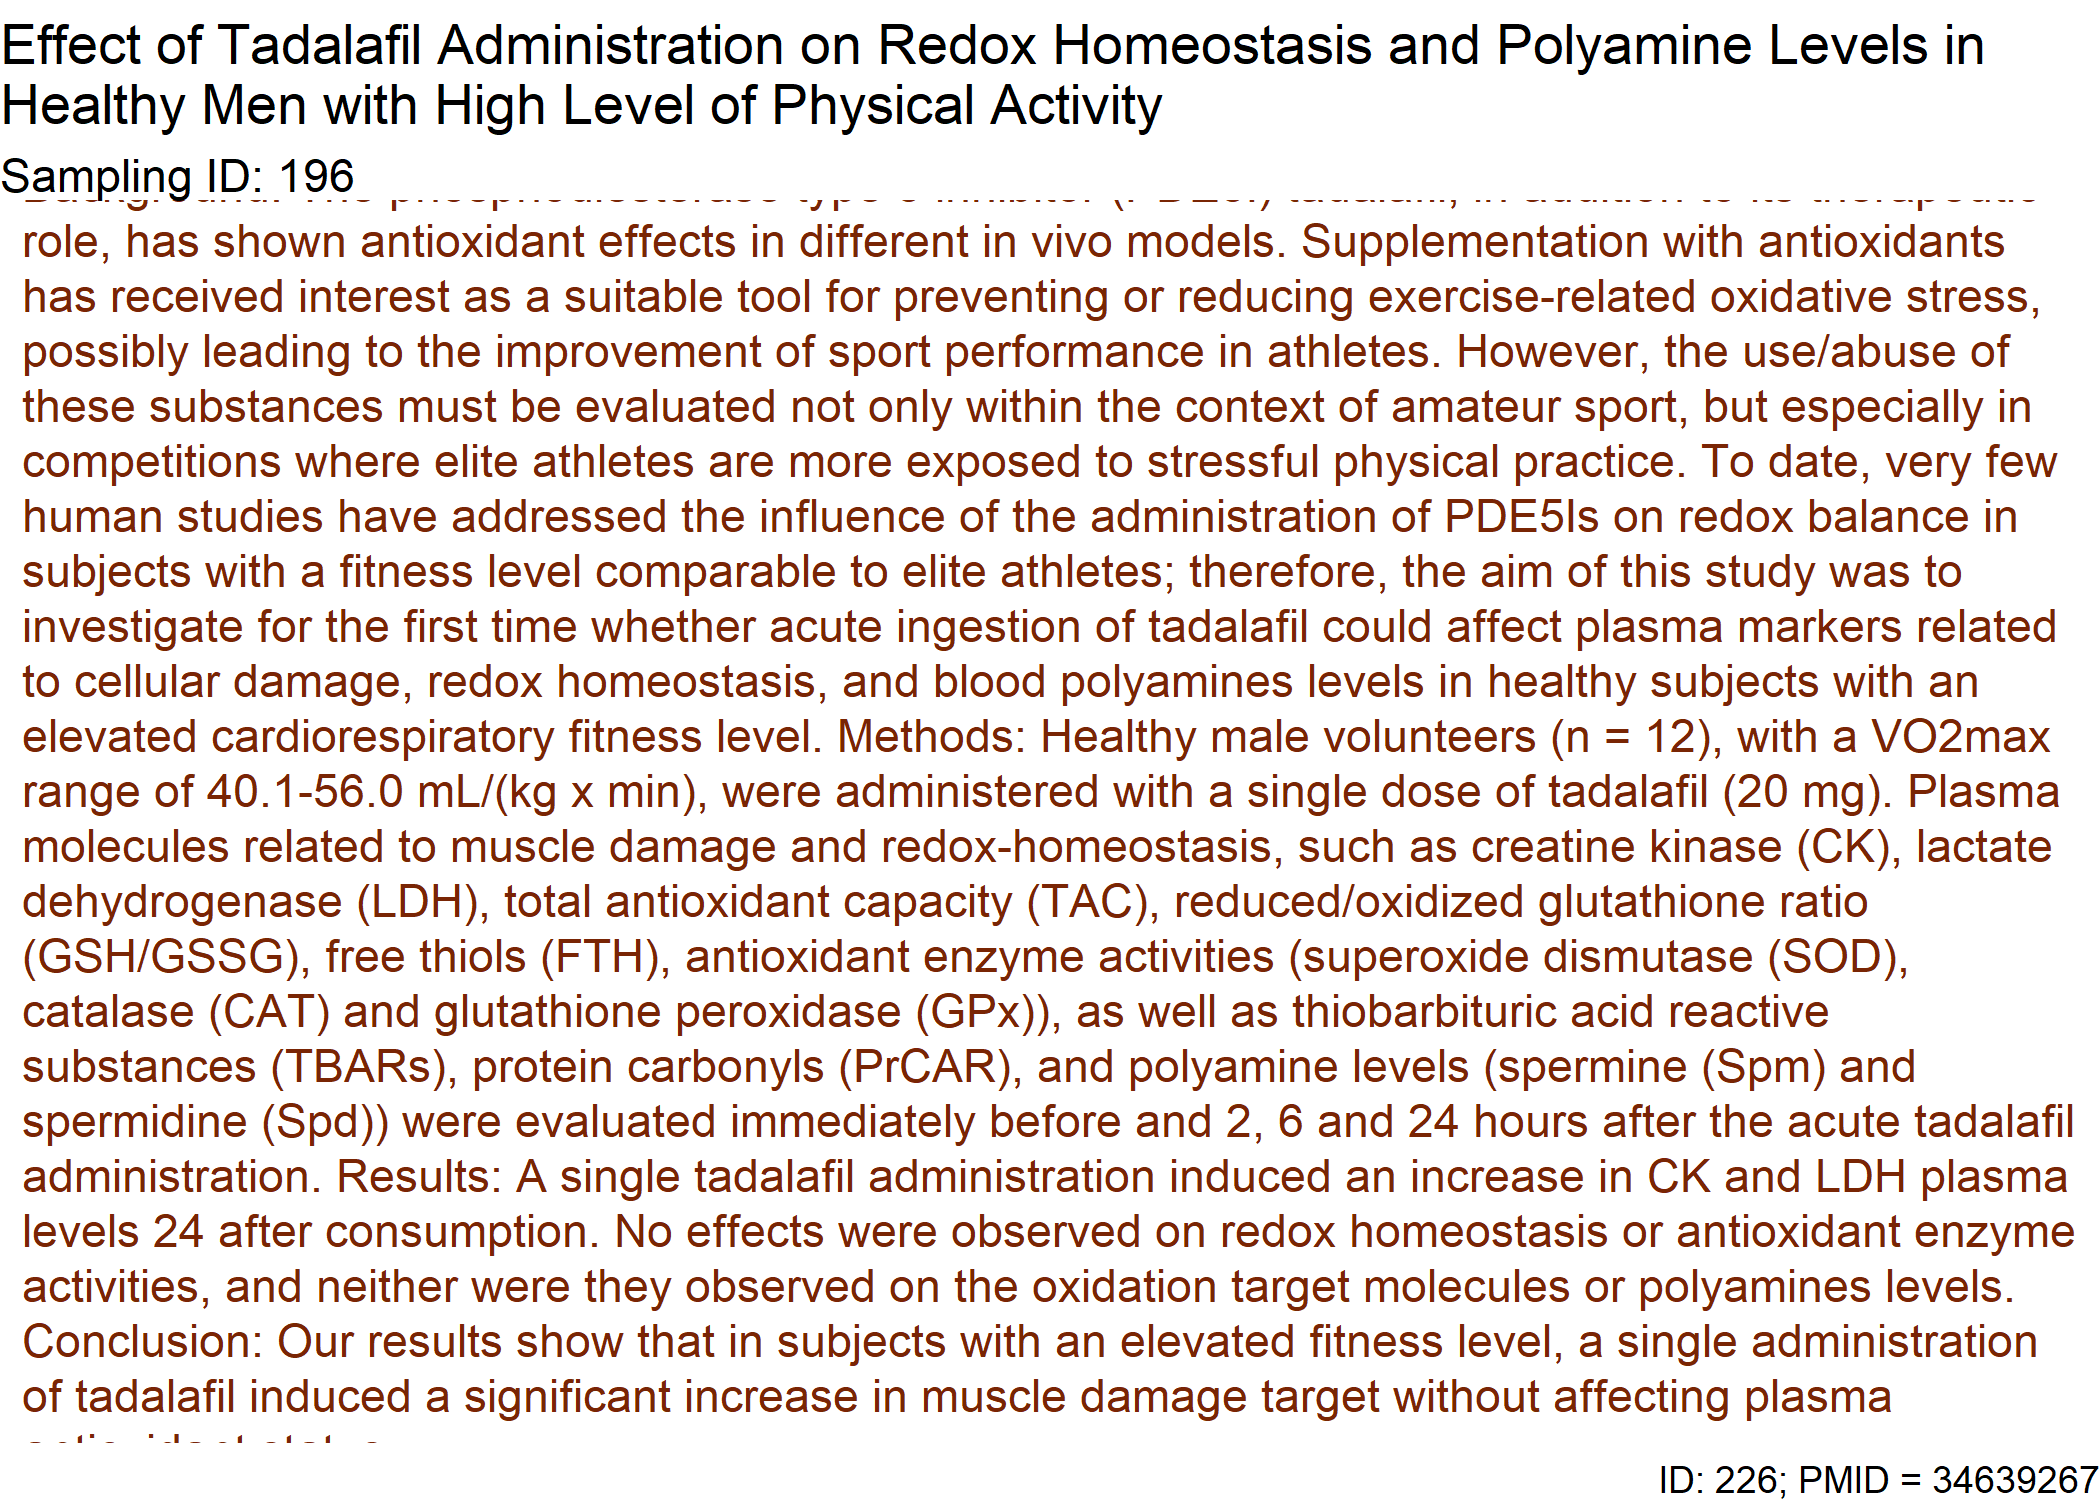 Effect of Tadalafil Administration on Redox Homeostasis and Polyamine Levels in
Healthy Men with High Level of Physical Activity
Sampling ID: 196
Background: The phosphodiesterase type 5 inhibitor (PDE5I) tadalafil, in addition to its therapeutic
role, has shown antioxidant effects in different in vivo models. Supplementation with antioxidants
has received interest as a suitable tool for preventing or reducing exercise-related oxidative stress,
possibly leading to the improvement of sport performance in athletes. However, the use/abuse of
these substances must be evaluated not only within the context of amateur sport, but especially in
competitions where elite athletes are more exposed to stressful physical practice. To date, very few
human studies have addressed the influence of the administration of PDE5Is on redox balance in
subjects with a fitness level comparable to elite athletes; therefore, the aim of this study was to
investigate for the first time whether acute ingestion of tadalafil could affect plasma markers related
to cellular damage, redox homeostasis, and blood polyamines levels in healthy subjects with an
elevated cardiorespiratory fitness level. Methods: Healthy male volunteers (n = 12), with a VO2max
range of 40.1-56.0 mL/(kg x min), were administered with a single dose of tadalafil (20 mg). Plasma
molecules related to muscle damage and redox-homeostasis, such as creatine kinase (CK), lactate
dehydrogenase (LDH), total antioxidant capacity (TAC), reduced/oxidized glutathione ratio
(GSH/GSSG), free thiols (FTH), antioxidant enzyme activities (superoxide dismutase (SOD),
catalase (CAT) and glutathione peroxidase (GPx)), as well as thiobarbituric acid reactive
substances (TBARs), protein carbonyls (PrCAR), and polyamine levels (spermine (Spm) and
spermidine (Spd)) were evaluated immediately before and 2, 6 and 24 hours after the acute tadalafil
administration. Results: A single tadalafil administration induced an increase in CK and LDH plasma
levels 24 after consumption. No effects were observed on redox homeostasis or antioxidant enzyme
activities, and neither were they observed on the oxidation target molecules or polyamines levels.
Conclusion: Our results show that in subjects with an elevated fitness level, a single administration
of tadalafil induced a significant increase in muscle damage target without affecting plasma
antioxidant status.
ID: 226; PMID = 34639267